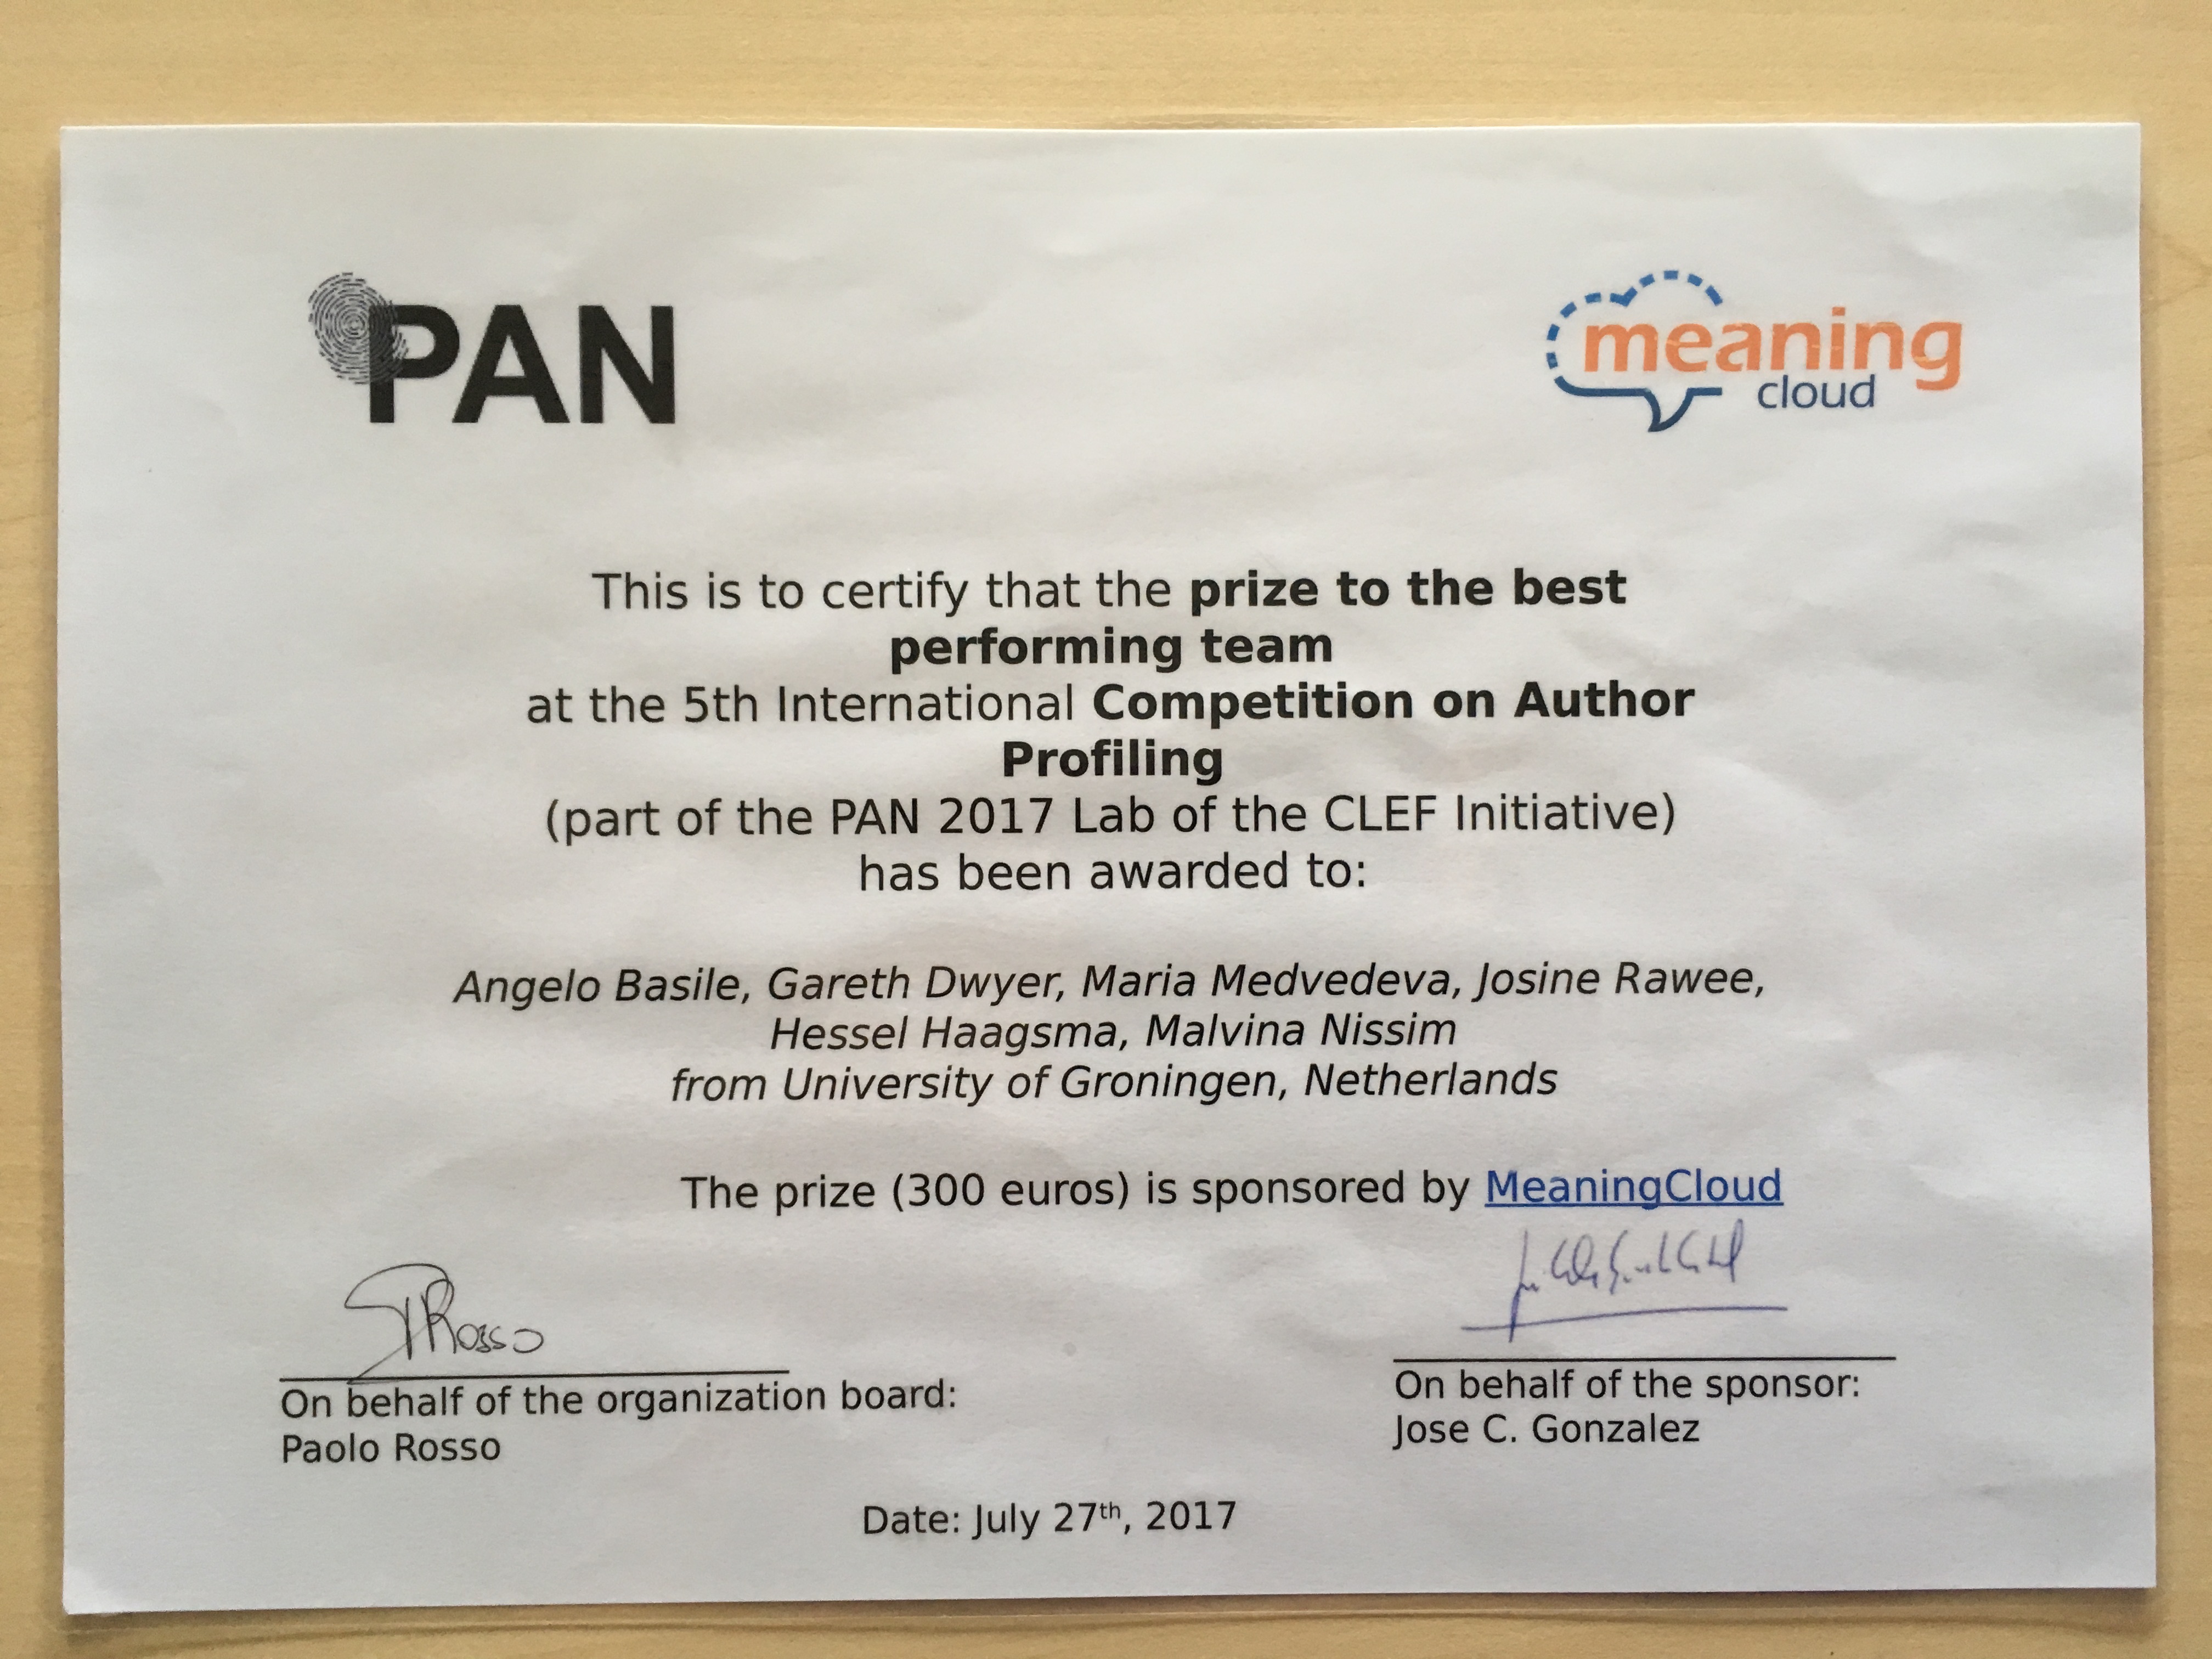 PAN
meaning
cloud
This is to certify that the prize to the best
performing team
at the 5th International Competition on Author
Profiling
(part of the PAN 2017 Lab of the CLEF Initiative)
has been awarded to:
Angelo Basile, Gareth Dwyer, Maria Medvedeva, Josine Rawee,
Hessel Haagsma, Malvina Nissim
from University of Groningen, Netherlands
The prize (300 euros) is sponsored by MeaningCloud
PRosso
On behalf of the organization board:
Paolo Rosso
On behalf of the sponsor:
Jose C. Gonzalez
Date: July 27th, 2017